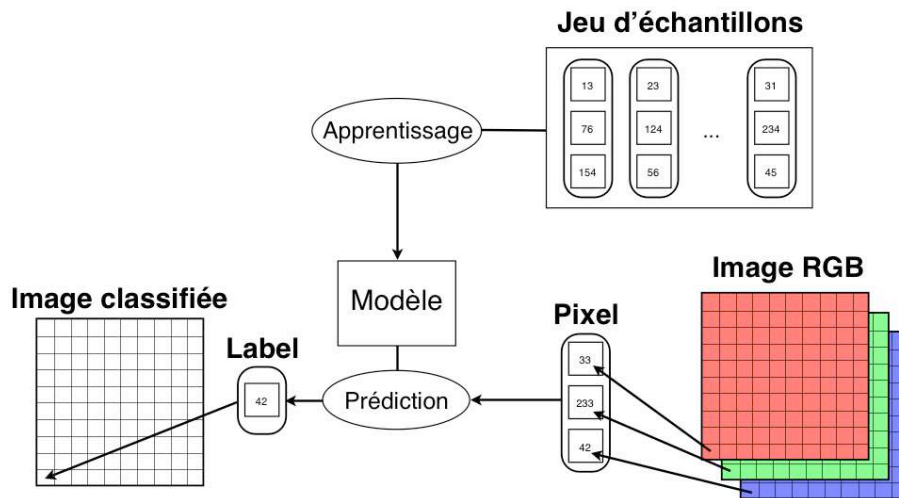 Jeu d'échantillons
13 23 31
Apprentissage
76 124 ... 234
154 56 45
Image RGB
Modèle
Image classifiée
Pixel
Label
33
42
Prédiction
233
42